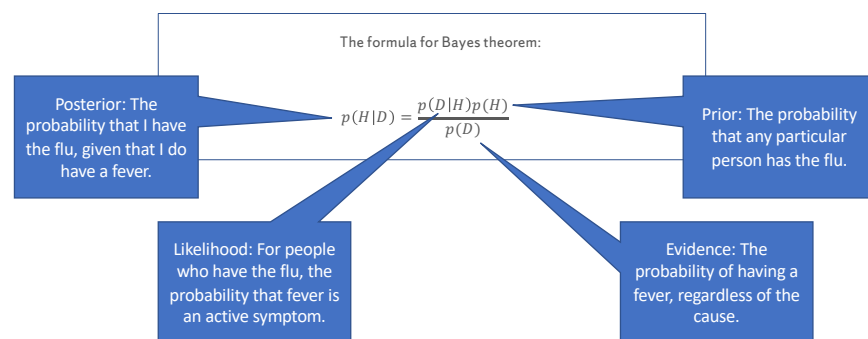 The formula for Bayes theorem:
Posterior: The
probability that I have
the flu, given that I do
have a fever.
p(H|D) = p(D|H)p(H)
p(D)
Prior: The probability
that any particular
person has the flu.
Likelihood: For people
who have the flu, the
probability that fever is
an active symptom.
Evidence: The
probability of having a
fever, regardless of the
cause.